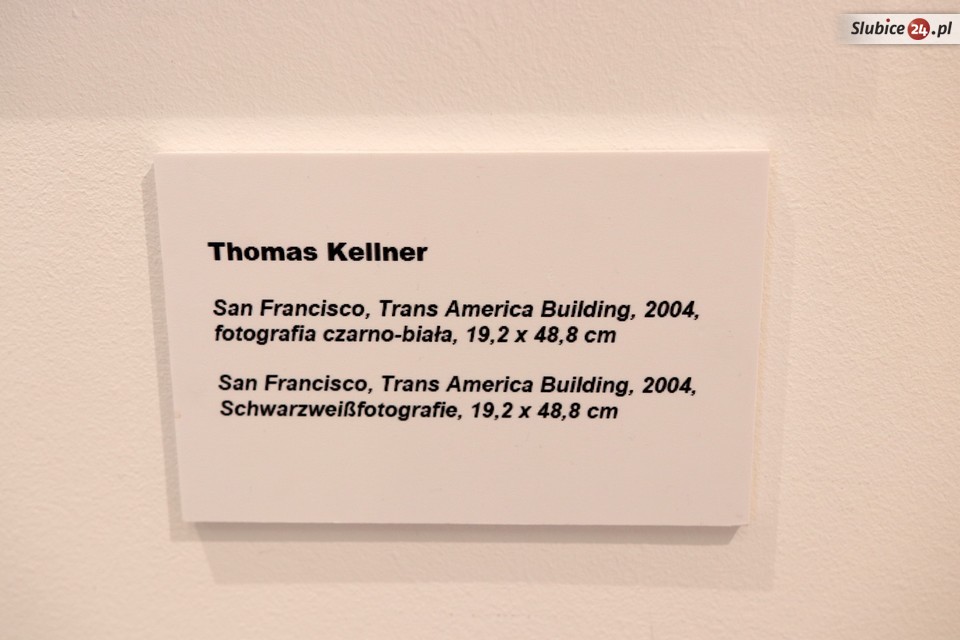 Slubice24.pl
Thomas Kellner
San Francisco, Trans America Building, 2004,
fotografia czarno-biała, 19,2 x 48,8 cm
San Francisco, Trans America Building, 2004,
Schwarzweißfotografie, 19,2 x 48,8 cm